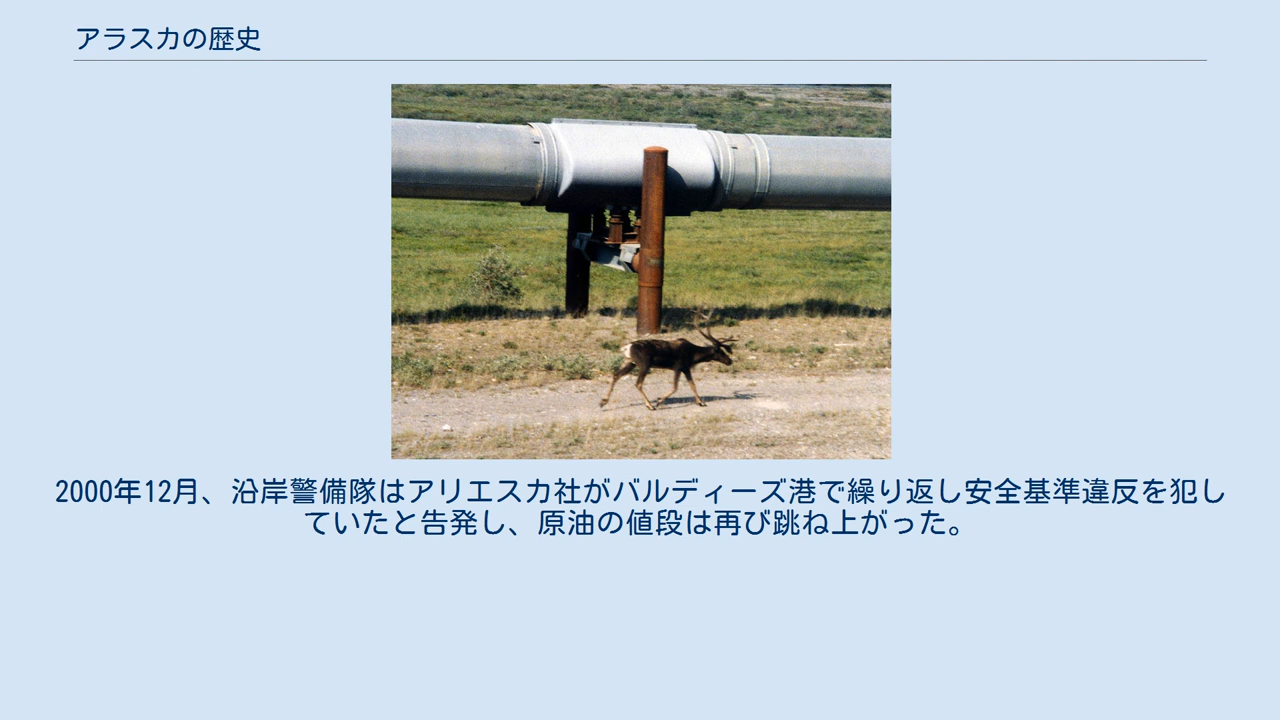 アラスカの歴史
2000年12月、沿岸警備隊はアリエスカ社がバルディーズ港で繰り返し安全基準違反を犯し
ていたと告発し、原油の値段は再び跳ね上がった。